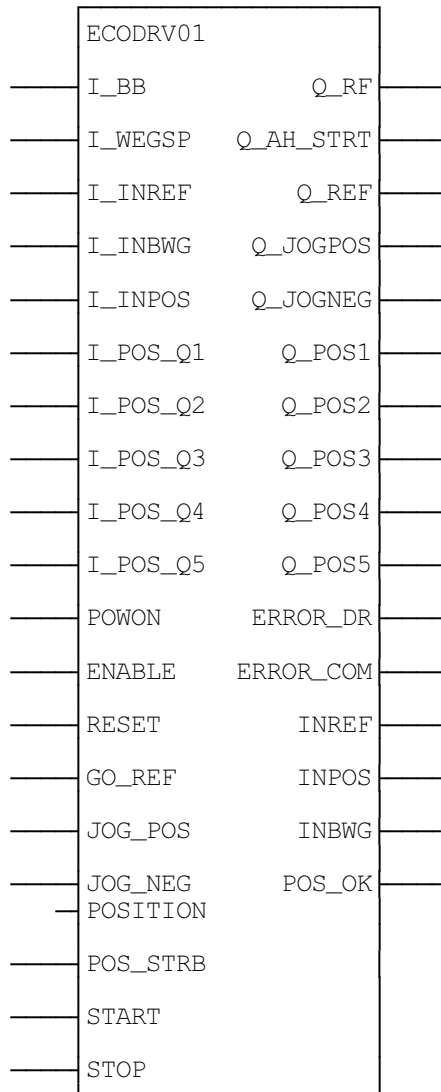 ECODRV01
I_BB Q_RF
I_WEGSP Q_AH_STRT
I_INREF Q_REF
I_INBWG Q_JOGPOS
I_INPOS Q_JOGNEG
I_POS_Q1 Q_POS1
I_POS_Q2 Q_POS2
I_POS_Q3 Q_POS3
I_POS_Q4 Q_POS4
I_POS_Q5 Q_POS5
POWON ERROR_DR
ENABLE ERROR_COM
RESET INREF
GO_REF INPOS
JOG_POS INBWG
JOG_NEG POS_OK
POSITION
POS_STRB
START
STOP